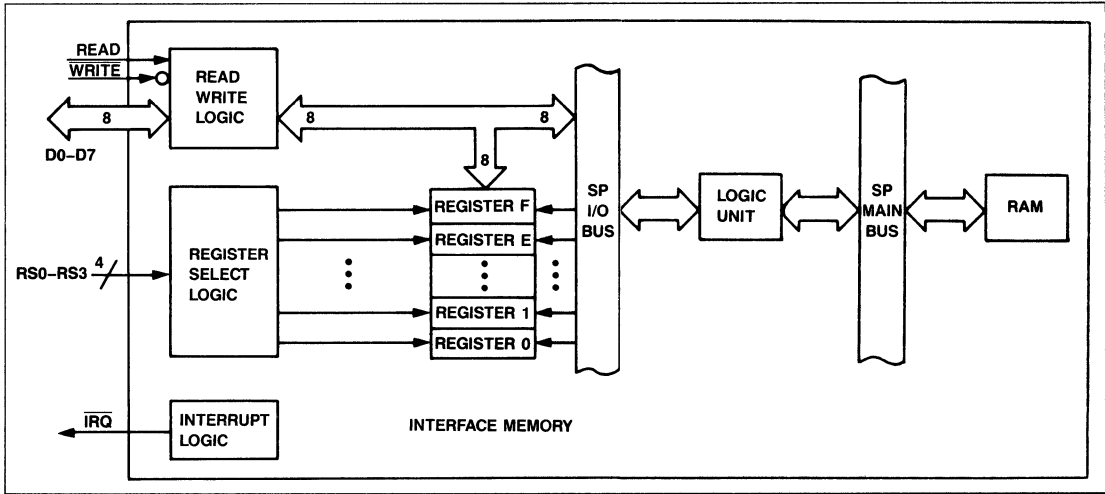 READ
WRITE
READ
WRITE
LOGIC
8
8
8
8
D0–D7
SP
I/O
BUS
LOGIC
UNIT
SP
MAIN
BUS
RAM
REGISTER
SELECT
LOGIC
RS0–RS3
4
REGISTER F
REGISTER E
REGISTER 1
REGISTER 0
IRQ
INTERRUPT
LOGIC
INTERFACE MEMORY